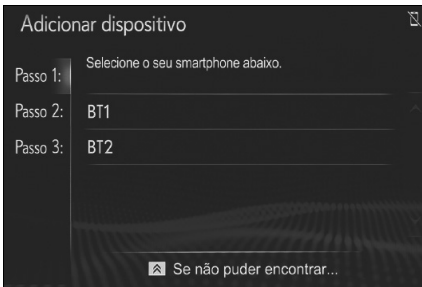 Adicionar dispositivo
Passo 1:
Selecione o seu smartphone abaixo.
Passo 2:
BT1
Passo 3:
BT2
Se não puder encontrar...